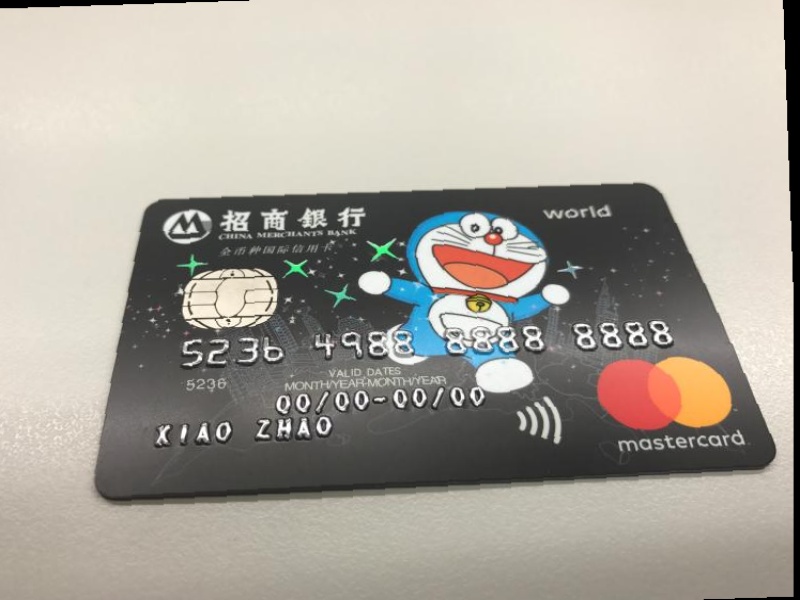 招商銀行
world
CHINA MERCHANTS BANK
全币种国际信用卡
5236 4988 8888 8888
5236
VALID DATES
MONTH/YEAR-MONTH/YEAR
00/00-00/00
XIAO ZHAO
mastercard